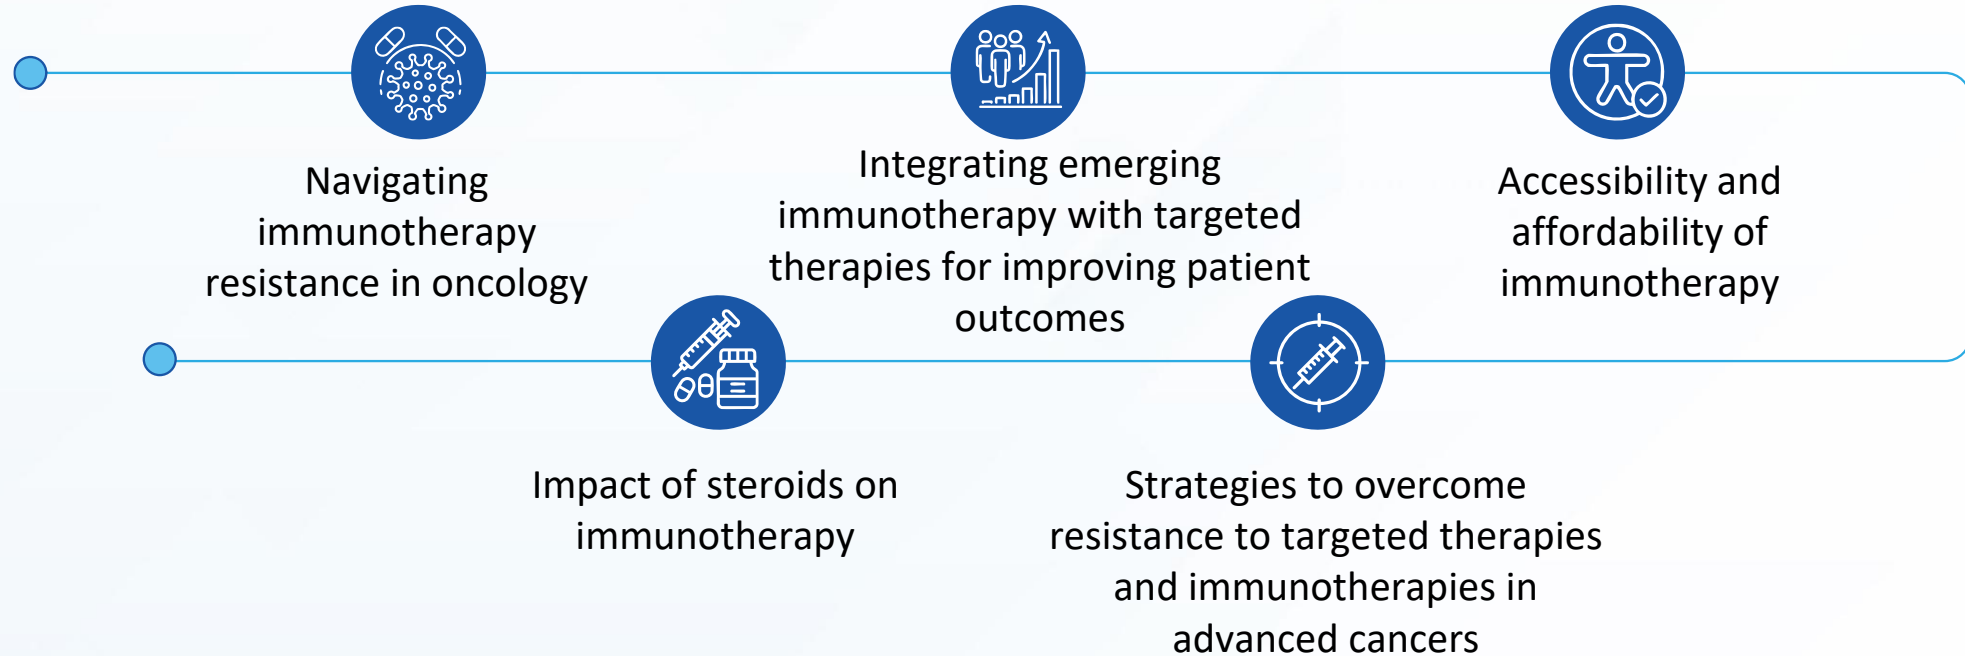 Navigating
immunotherapy
resistance in oncology
Integrating emerging
immunotherapy with targeted
therapies for improving patient
outcomes
Accessibility and
affordability of
immunotherapy
Impact of steroids on
immunotherapy
Strategies to overcome
resistance to targeted therapies
and immunotherapies in
advanced cancers